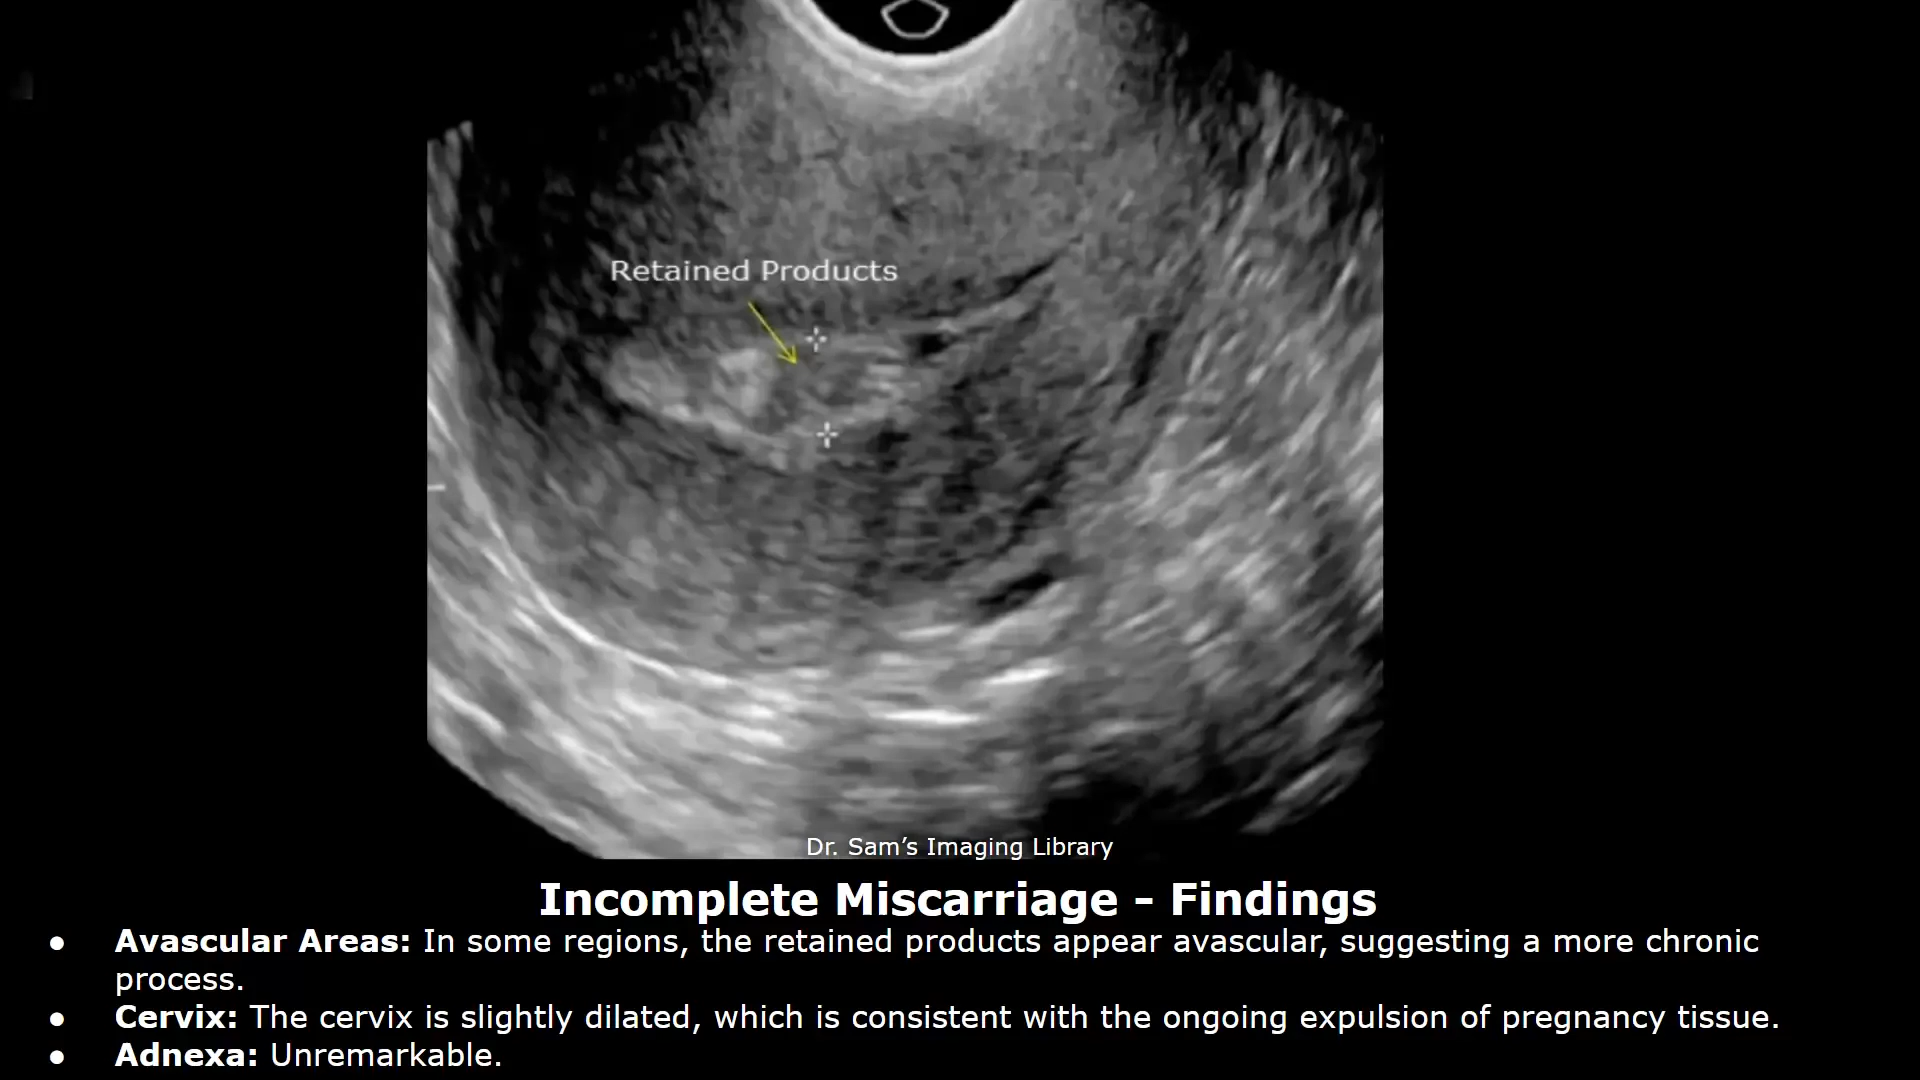 Retained Products
Dr. Sam’s Imaging Library
Incomplete Miscarriage – Findings
● Avascular Areas: In some regions, the retained products appear avascular, suggesting a more chronic
process.
● Cervix: The cervix is slightly dilated, which is consistent with the ongoing expulsion of pregnancy tissue.
● Adnexa: Unremarkable.